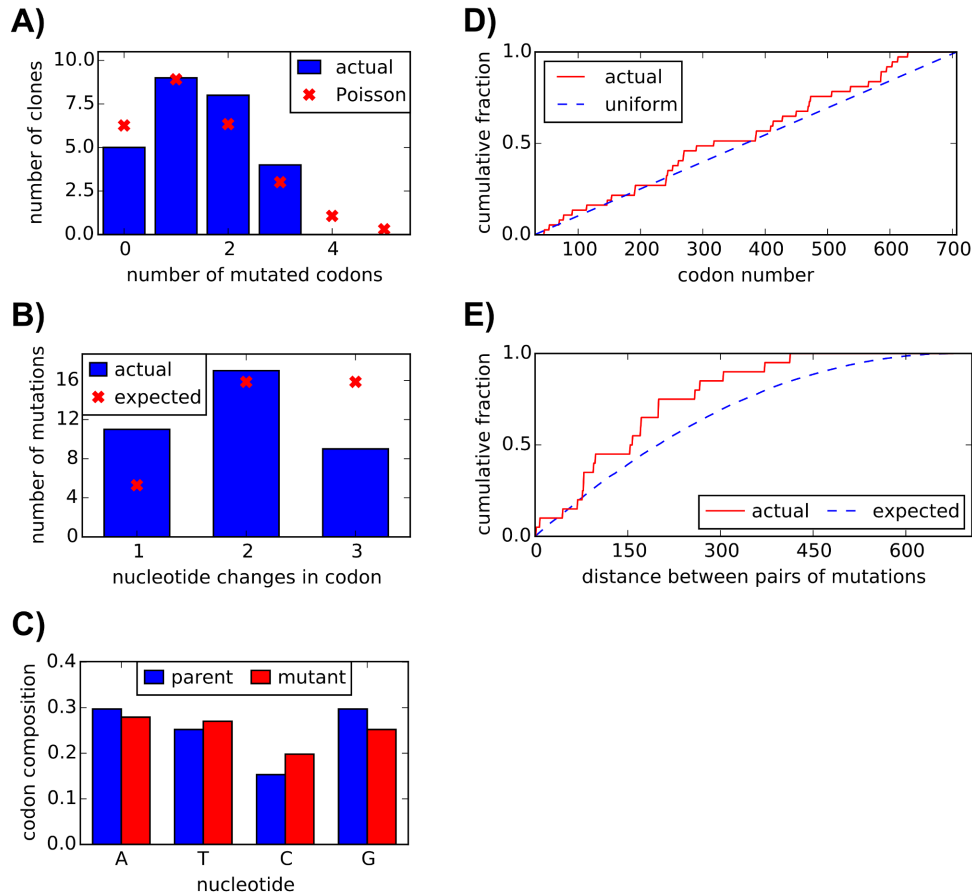 A)
10.0
7.5
5.0
2.5
0.0
0 2 4
number of clones
number of mutated codons
actual
Poisson
B)
16
12
8
4
0
1 2 3
number of mutations
nucleotide changes in codon
actual
expected
C)
0.4
0.3
0.2
0.1
0.0
A T C G
codon composition
nucleotide
parent mutant
D)
1.0
0.5
0.0
100 200 300 400 500 600 700
cumulative fraction
codon number
actual
uniform
E)
1.0
0.5
0.0
0 150 300 450 600
cumulative fraction
distance between pairs of mutations
actual expected